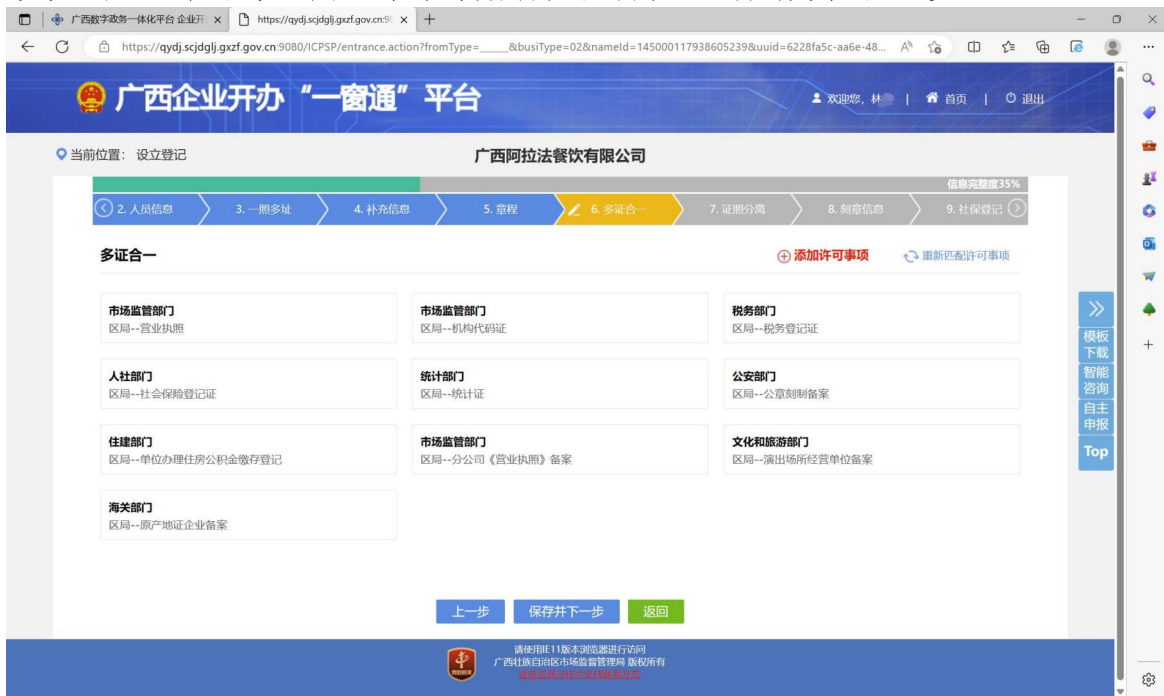 广西数字政务一体化平台 企业开
https://qydj.scjdglj.gxzf.gov.cn:90
https://qydj.scjdglj.gxzf.gov.cn:9080/ICPSP/entrance.action?fromType=_____&busiType=02&nameId=145000117938605239&uuid=6228fa5c-aa6e-48...
广西企业开办“一窗通”平台
欢迎您, 林 | 首页 | 退出
当前位置: 设立登记
广西阿拉法餐饮有限公司
信息完整度35%
2. 人员信息 3. 一照多址 4. 补充信息 5. 章程 6. 多证合一 7. 证照分离 8. 刻章信息 9. 社保登记
多证合一
添加许可事项 重新匹配许可事项
市场监管部门
区局--营业执照
市场监管部门
区局--机构代码证
税务部门
区局--税务登记证
人社部门
区局--社会保险登记证
统计部门
区局--统计证
公安部门
区局--公章刻制备案
住建部门
区局--单位办理住房公积金缴存登记
市场监管部门
区局--分公司《营业执照》备案
文化和旅游部门
区局--演出场所经营单位备案
海关部门
区局--原产地证企业备案
模板
下载
智能
咨询
自主
申报
Top
上一步 保存并下一步 返回
请使用IE11版本浏览器进行访问
广西壮族自治区市场监督管理局 版权所有